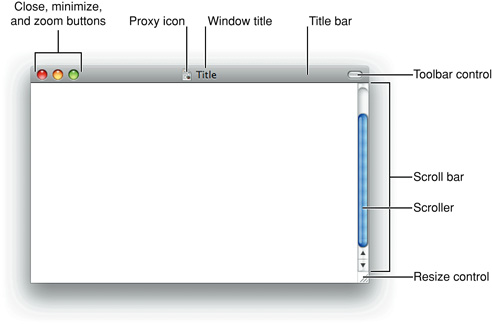 Close, minimize,
and zoom buttons
Proxy icon
Window title
Title bar
Title
Toolbar control
Scroll bar
Scroller
Resize control